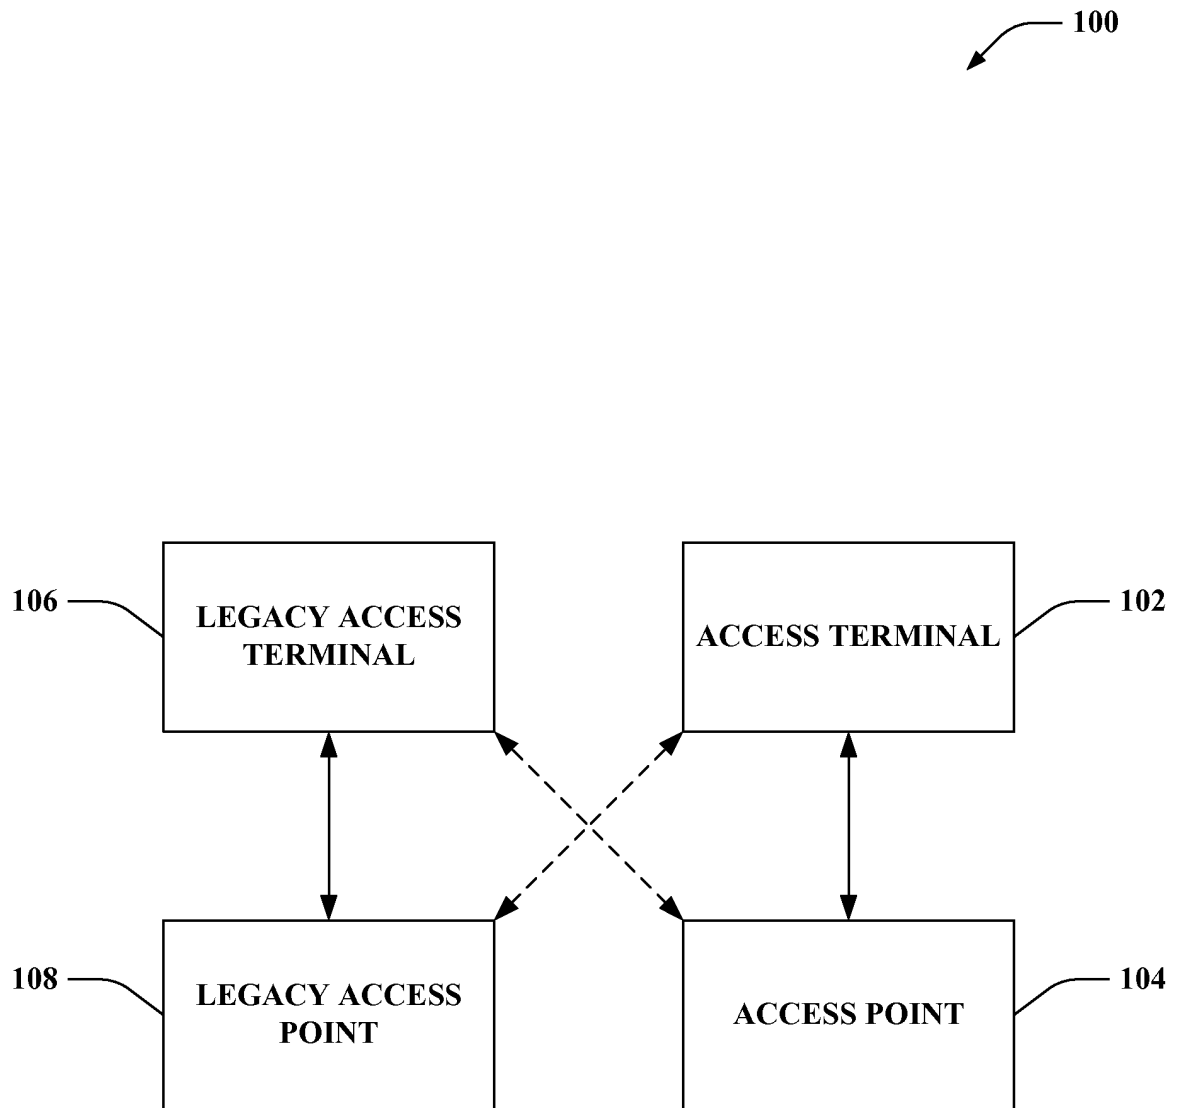 100
106
LEGACY ACCESS
TERMINAL
ACCESS TERMINAL
102
108
LEGACY ACCESS
POINT
ACCESS POINT
104